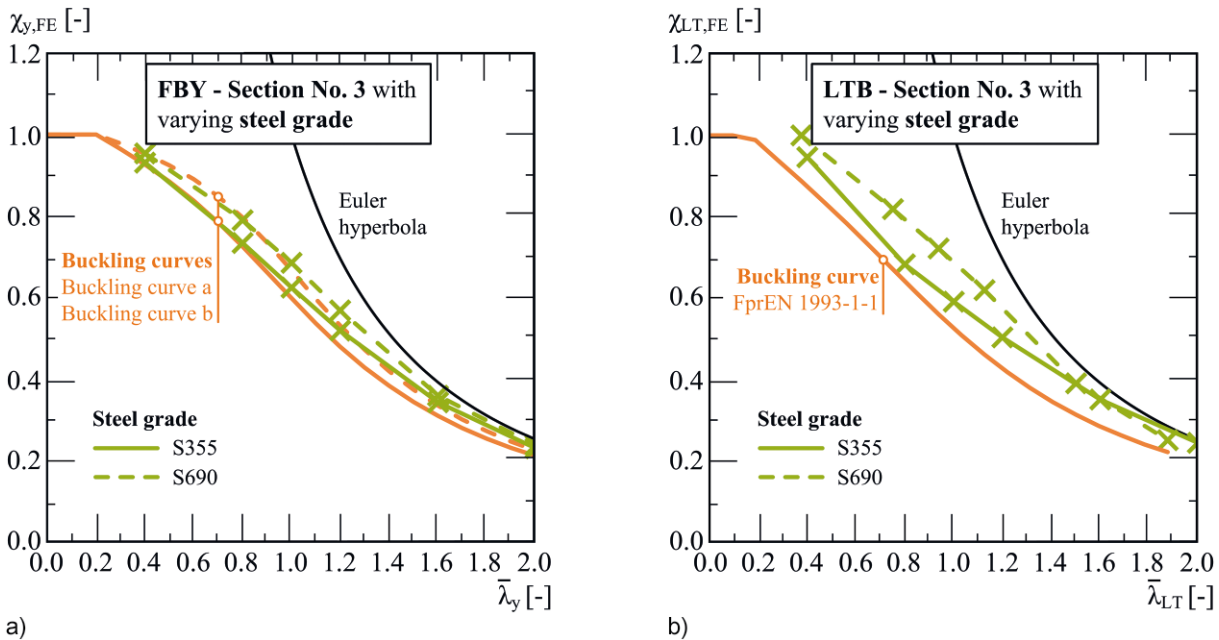 χy,FE [-]
1.2
1.0
0.8
0.6
0.4
0.2
0.0
FBY - Section No. 3 with
varying steel grade
Euler
hyperbola
Buckling curves
Buckling curve a
Buckling curve b
Steel grade
S355
S690
0.0 0.2 0.4 0.6 0.8 1.0 1.2 1.4 1.6 1.8 2.0
λ̄y [-]
a)
χLT,FE [-]
1.2
1.0
0.8
0.6
0.4
0.2
0.0
LTB - Section No. 3 with
varying steel grade
Euler
hyperbola
Buckling curve
FprEN 1993-1-1
Steel grade
S355
S690
0.0 0.2 0.4 0.6 0.8 1.0 1.2 1.4 1.6 1.8 2.0
λ̄LT [-]
b)